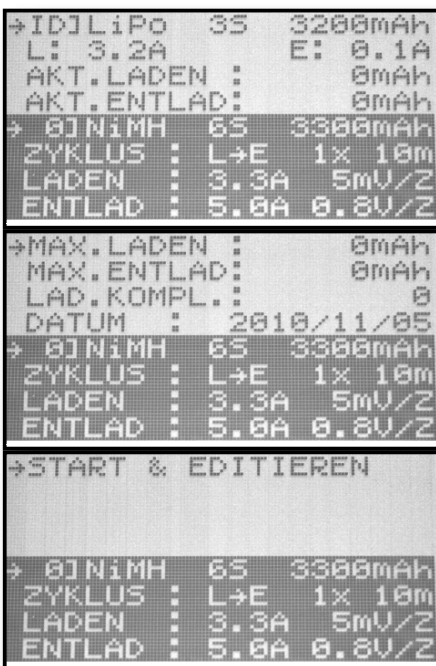 →ID]LiPo 3S 3200mAh
L: 3.2A E: 0.1A
AKT.LADEN : 0mAh
AKT.ENTLAD: 0mAh
→ 0]NiMH 6S 3300mAh
ZYKLUS : L→E 1x 10m
LADEN : 3.3A 5mV/Z
ENTLAD : 5.0A 0.8V/Z
→MAX.LADEN : 0mAh
MAX.ENTLAD: 0mAh
LAD.KOMPL.: 0
DATUM : 2010/11/05
→ 0]NiMH 6S 3300mAh
ZYKLUS : L→E 1x 10m
LADEN : 3.3A 5mV/Z
ENTLAD : 5.0A 0.8V/Z
→START & EDITIEREN
→ 0]NiMH 6S 3300mAh
ZYKLUS : L→E 1x 10m
LADEN : 3.3A 5mV/Z
ENTLAD : 5.0A 0.8V/Z